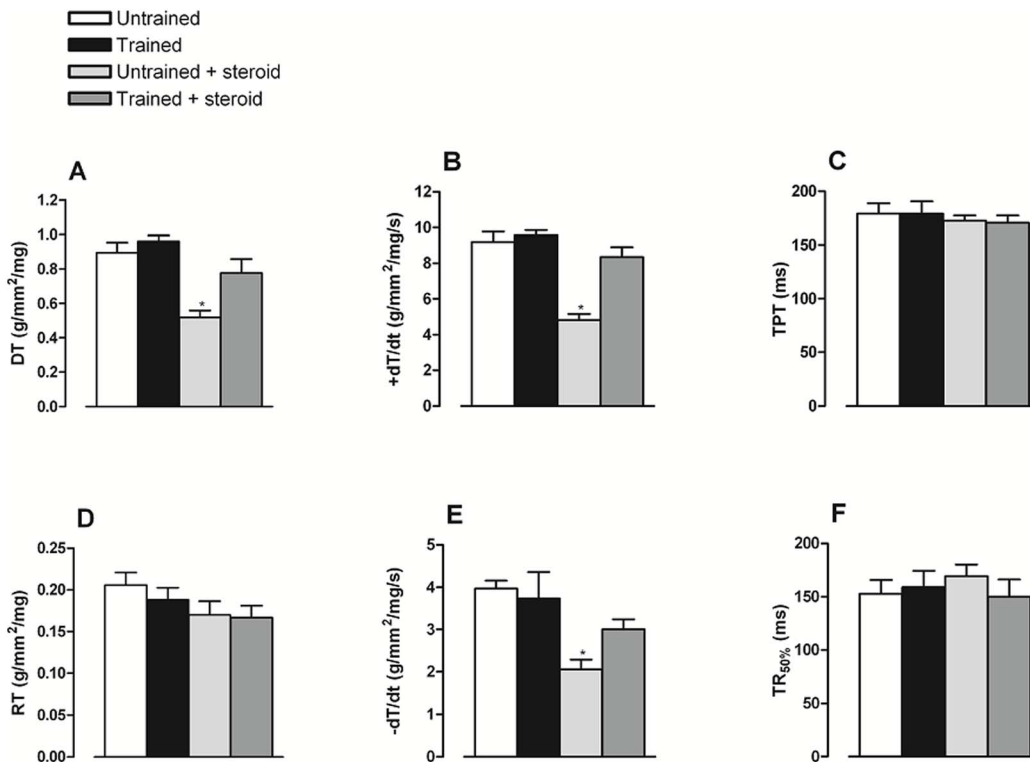 Untrained
Trained
Untrained + steroid
Trained + steroid
A
DT (g/mm²/mg)
1.2
1.0
0.8
0.6
0.4
0.2
0.0
*
B
+dT/dt (g/mm²/mg/s)
12
10
8
6
4
2
0
*
C
TPT (ms)
200
150
100
50
0
D
RT (g/mm²/mg)
0.25
0.20
0.15
0.10
0.05
0.00
E
-dT/dt (g/mm²/mg/s)
5
4
3
2
1
0
*
F
TR50% (ms)
200
150
100
50
0